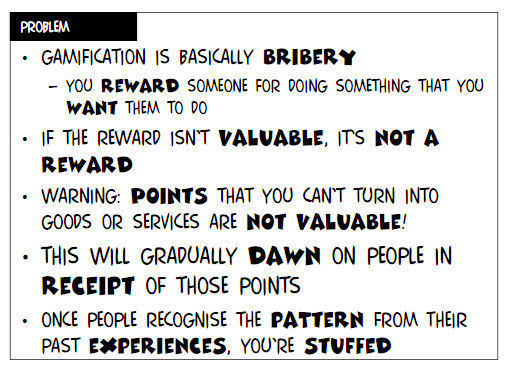 PROBLEM
• GAMIFICATION IS BASICALLY BRIBERY
– YOU REWARD SOMEONE FOR DOING SOMETHING THAT YOU
WANT THEM TO DO
• IF THE REWARD ISN'T VALUABLE, IT'S NOT A
REWARD
• WARNING: POINTS THAT YOU CAN'T TURN INTO
GOODS OR SERVICES ARE NOT VALUABLE!
• THIS WILL GRADUALLY DAWN ON PEOPLE IN
RECEIPT OF THOSE POINTS
• ONCE PEOPLE RECOGNISE THE PATTERN FROM THEIR
PAST EXPERIENCES, YOU'RE STUFFED